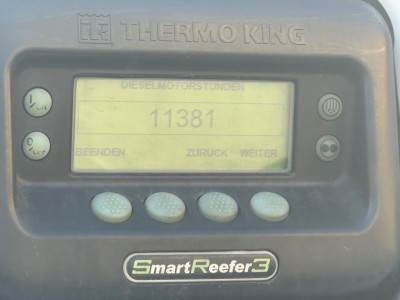 THERMO KING
DIESELMOTORSTUNDEN
11381
BEENDEN ZURÜCK WEITER
SmartReefer3